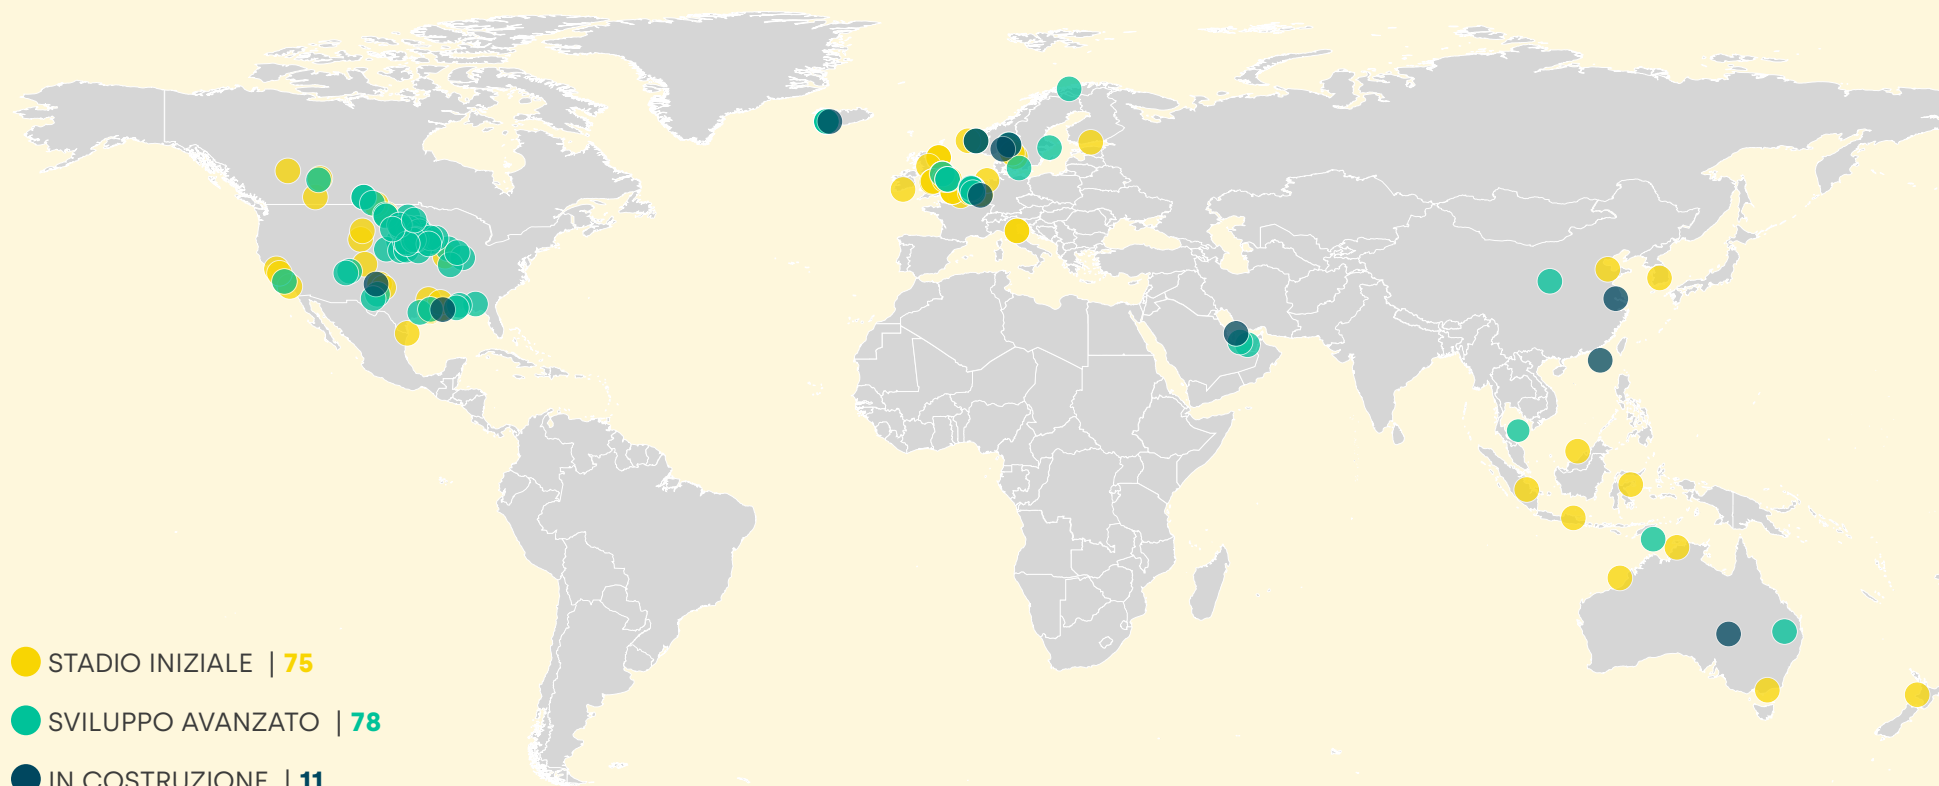 STADIO INIZIALE | 75
SVILUPPO AVANZATO | 78
IN COSTRUZIONE | 11